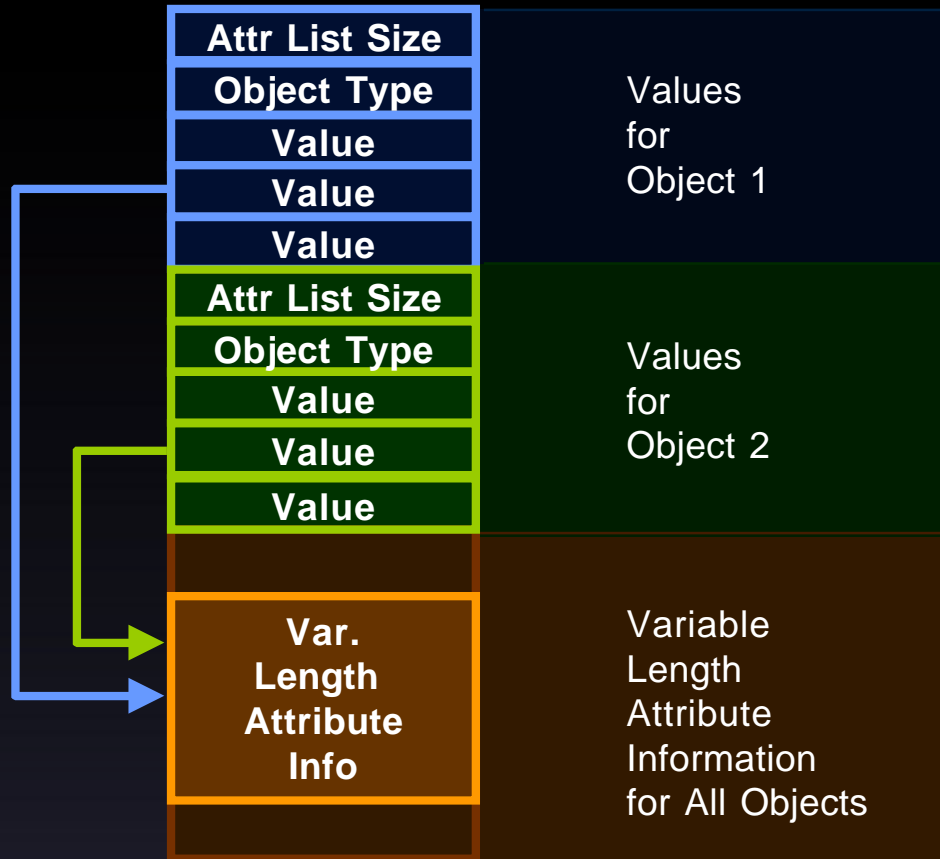 Attr List Size
Object Type
Value
Value
Value
Values
for
Object 1
Attr List Size
Object Type
Value
Value
Value
Values
for
Object 2
Var.
Length
Attribute
Info
Variable
Length
Attribute
Information
for All Objects